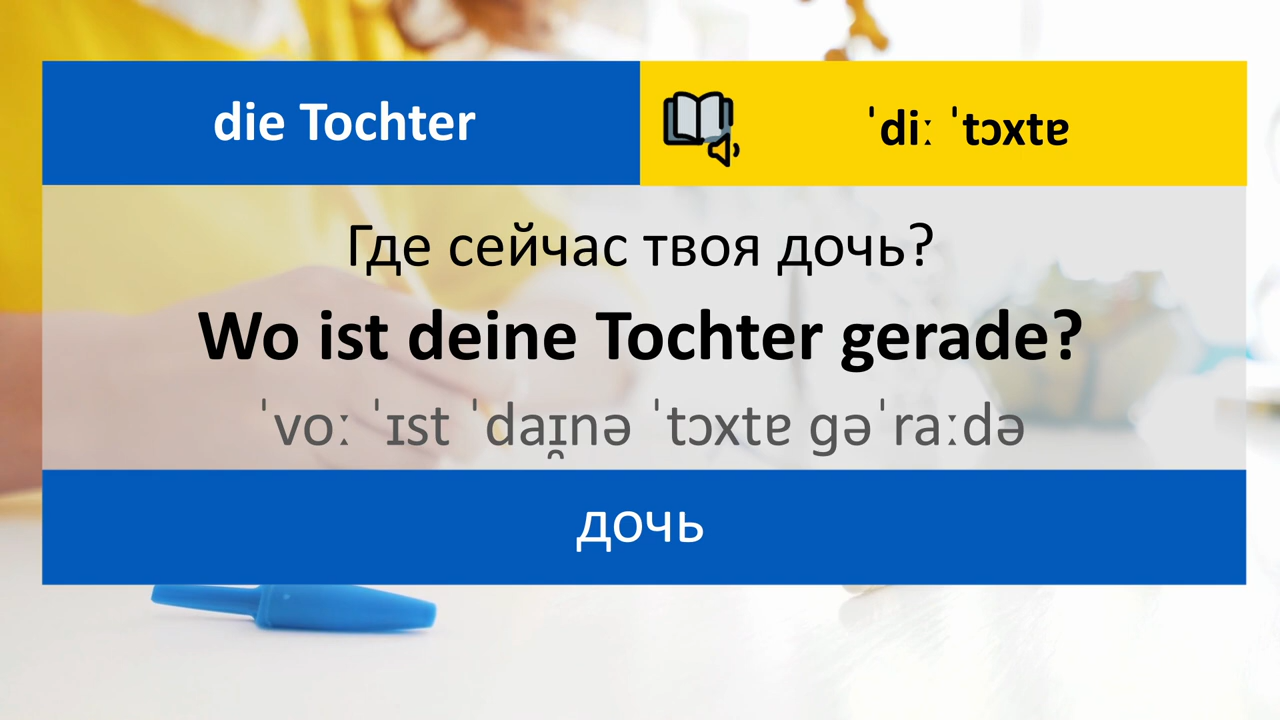 die Tochter
ˈdiː ˈtɔxtɐ
Где сейчас твоя дочь?
Wo ist deine Tochter gerade?
ˈvoː ˈɪst ˈdaɪ̯nə ˈtɔxtɐ ɡəˈraːdə
дочь